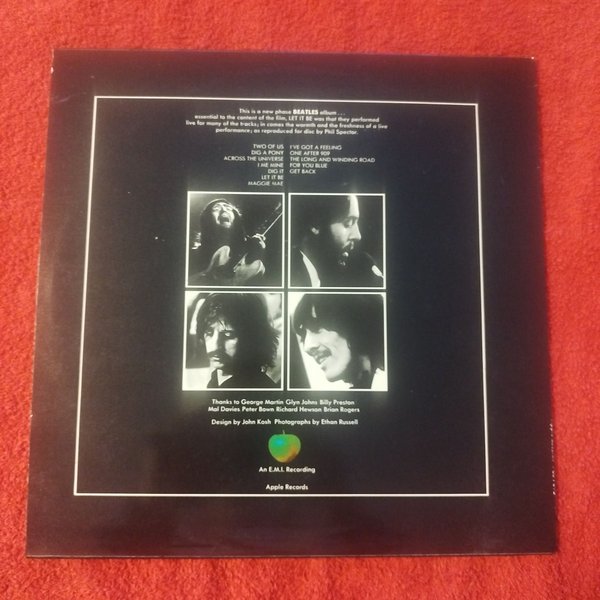 This is a new phase BEATLES album . . .
essential to the content of the film, LET IT BE was that they performed
live for many of the tracks; in comes the warmth and the freshness of a live
performance; as reproduced for disc by Phil Spector.
TWO OF US
DIG A PONY
ACROSS THE UNIVERSE
I ME MINE
DIG IT
LET IT BE
MAGGIE MAE
I'VE GOT A FEELING
ONE AFTER 909
THE LONG AND WINDING ROAD
FOR YOU BLUE
GET BACK
Thanks to George Martin Glyn Johns Billy Preston
Mal Davies Peter Bown Richard Hewson Brian Rogers
Design by John Kosh Photographs by Ethan Russell
An E.M.I. Recording
Apple Records